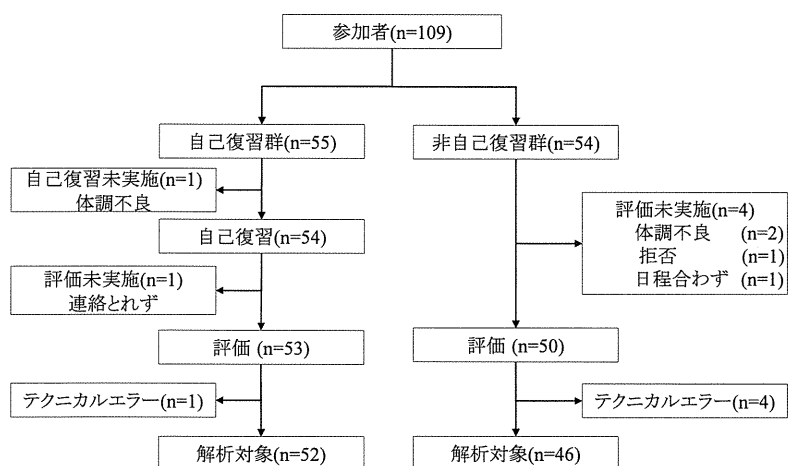 参加者(n=109)
自己復習群(n=55)
非自己復習群(n=54)
自己復習未実施(n=1)
体調不良
自己復習(n=54)
評価未実施(n=4)
体調不良 (n=2)
拒否 (n=1)
日程合わず (n=1)
評価未実施(n=1)
連絡とれず
評価 (n=53)
評価 (n=50)
テクニカルエラー(n=1)
テクニカルエラー(n=4)
解析対象(n=52)
解析対象(n=46)